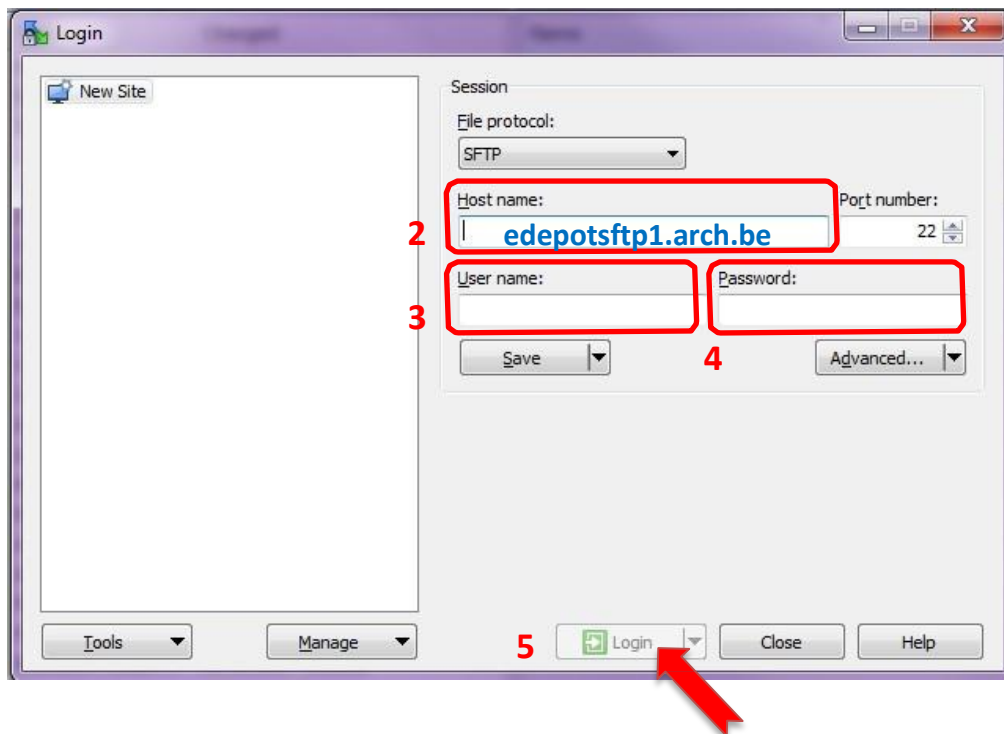 Login
New Site
Session
File protocol:
SFTP
Host name:
Port number:
2
edepotsftp1.arch.be
22
User name:
Password:
3
Save
4
Advanced...
Tools
Manage
5
Login
Close
Help